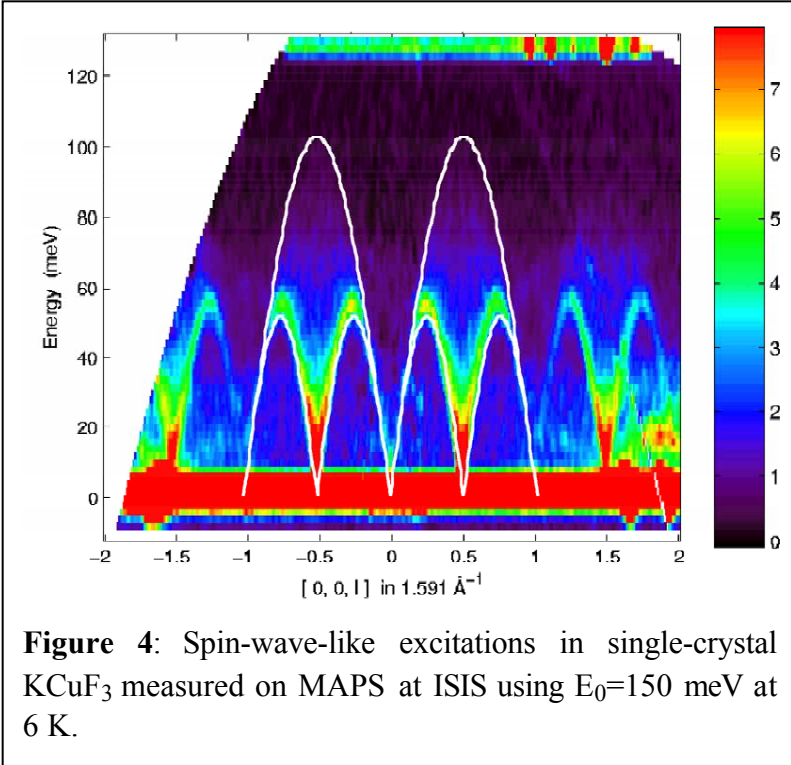 120
100
80
60
40
20
0
Energy (meV)
−2 −1.5 −1 −0.5 0 0.5 1 1.5 2
[ 0, 0, l ] in 1.591 Å⁻¹
7
6
5
4
3
2
1
0
Figure 4: Spin-wave-like excitations in single-crystal
KCuF₃ measured on MAPS at ISIS using E₀=150 meV at
6 K.